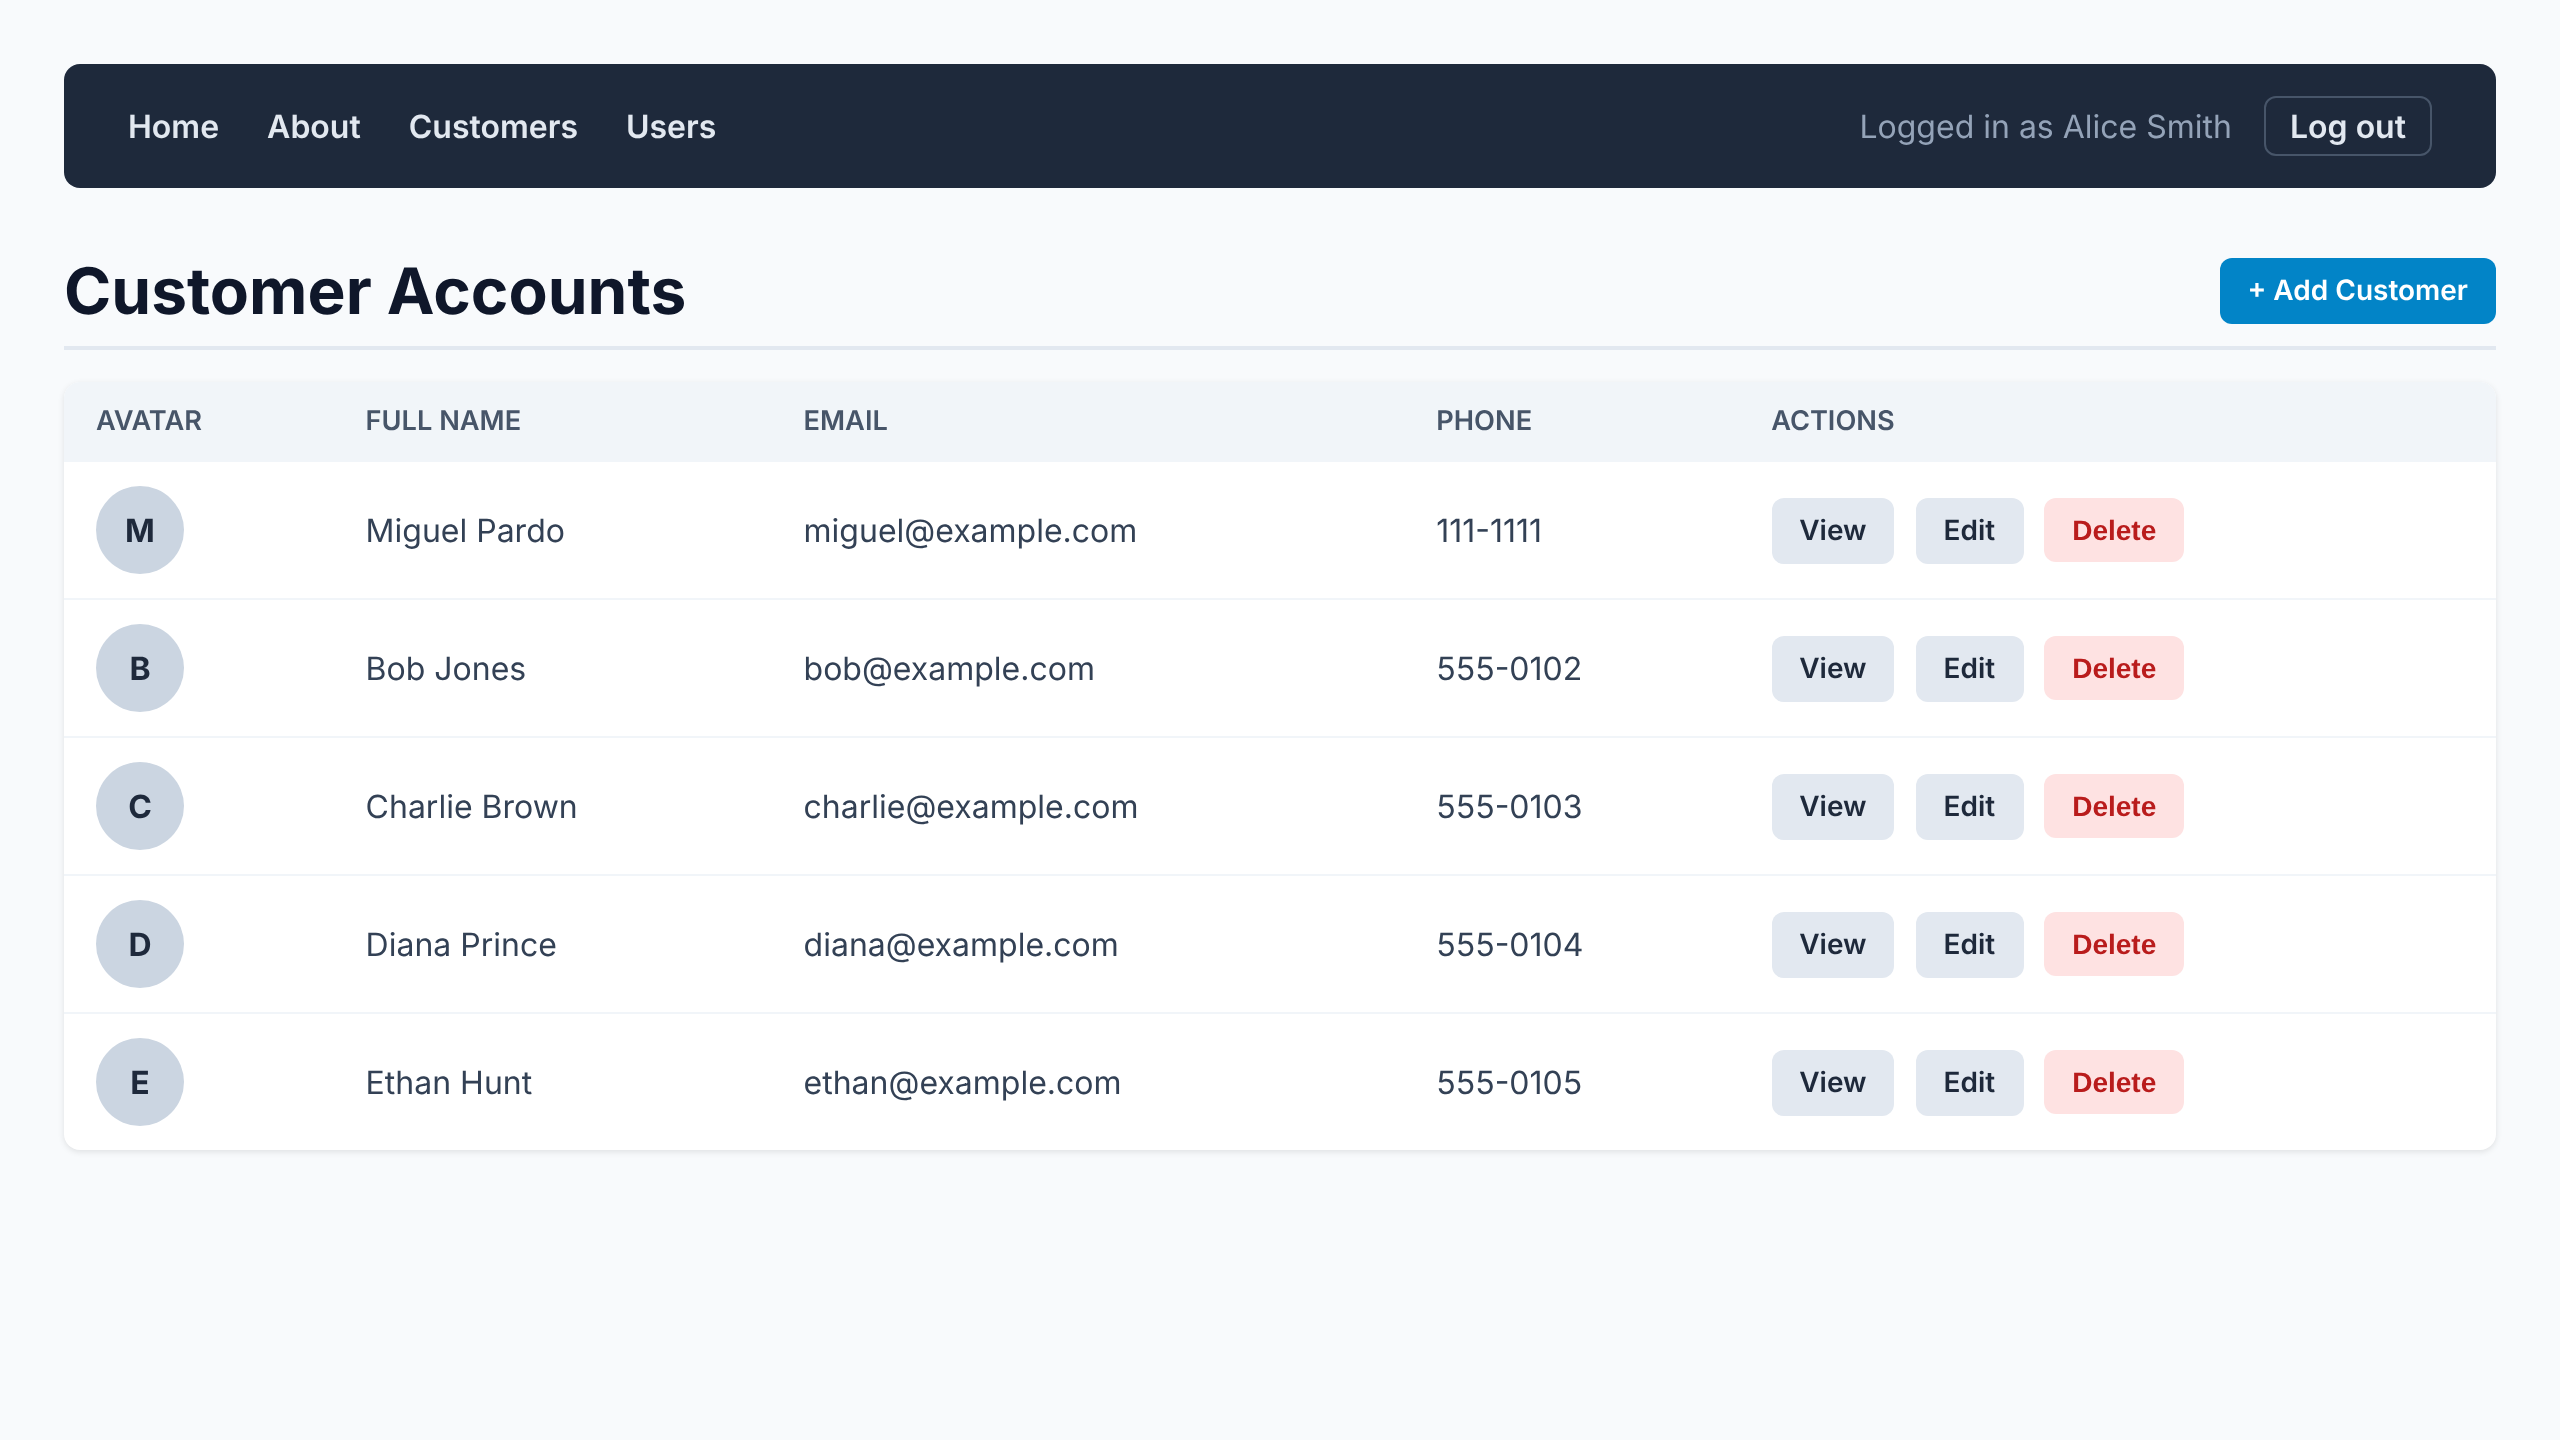 Home About Customers Users Logged in as Alice Smith Log out
Customer Accounts + Add Customer
AVATAR FULL NAME EMAIL PHONE ACTIONS
M Miguel Pardo miguel@example.com 111-1111 View Edit Delete
B Bob Jones bob@example.com 555-0102 View Edit Delete
C Charlie Brown charlie@example.com 555-0103 View Edit Delete
D Diana Prince diana@example.com 555-0104 View Edit Delete
E Ethan Hunt ethan@example.com 555-0105 View Edit Delete